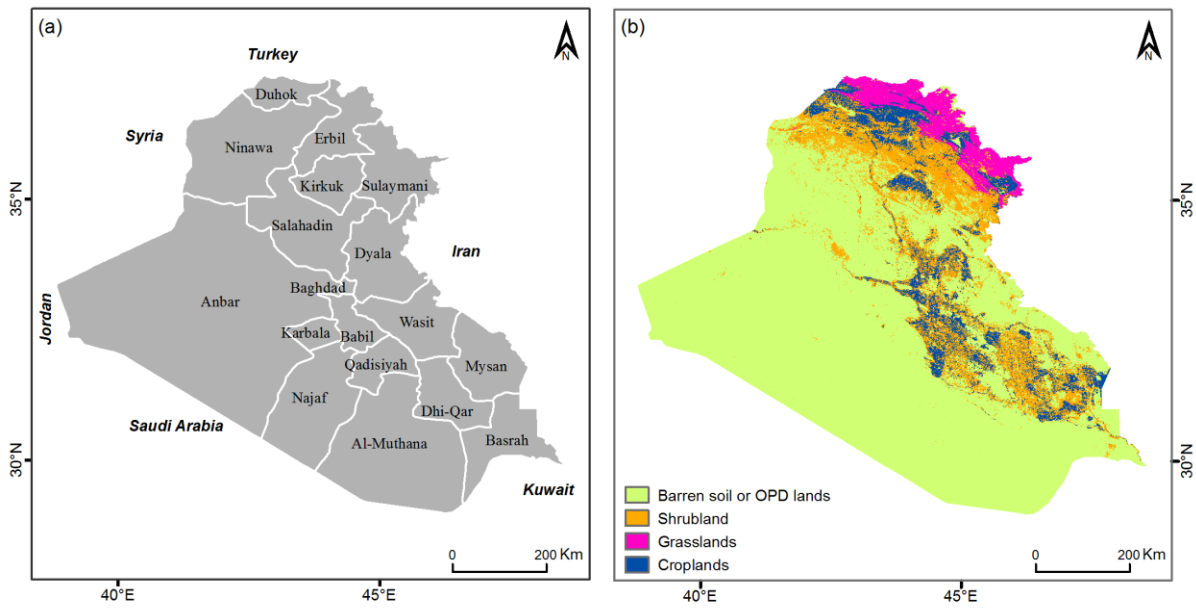 (a)
N
Turkey
Duhok
Syria
Ninawa
Erbil
Kirkuk
Sulaymani
35°N
Salahadin
Dyala
Iran
Baghdad
Anbar
Jordan
Wasit
Karbala
Babil
Qadisiyah
Mysan
Najaf
Dhi-Qar
Saudi Arabia
Al-Muthana
Basrah
30°N
Kuwait
0 200 Km
40°E 45°E
(b)
N
35°N
30°N
Barren soil or OPD lands
Shrubland
Grasslands
Croplands
0 200 Km
40°E 45°E